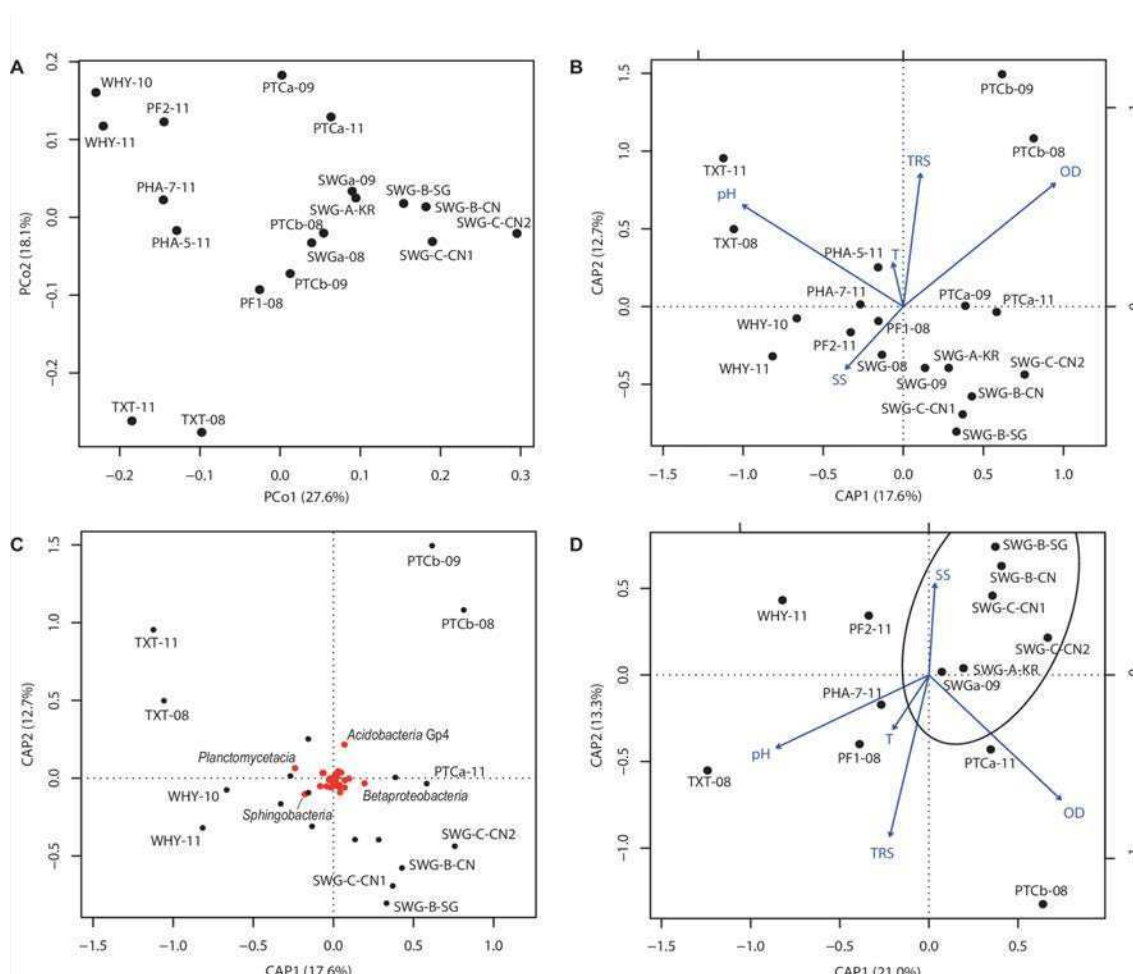 A
0.2
0.1
0.0
−0.1
−0.2
PCo2 (18.1%)
WHY-10
WHY-11
PF2-11
PTCa-09
PTCa-11
PHA-7-11
PHA-5-11
SWGa-09
SWG-A-KR
SWG-B-SG
SWG-B-CN
SWG-C-CN2
SWG-C-CN1
PTCb-08
SWGa-08
PTCb-09
PF1-08
TXT-11
TXT-08
−0.2
−0.1
0.0
0.1
0.2
0.3
PCo1 (27.6%)
B
1.5
1.0
0.5
0.0
−0.5
CAP2 (12.7%)
PTCb-09
PTCb-08
TXT-11
TRS
OD
pH
TXT-08
PHA-5-11
T
PHA-7-11
PTCa-09
PTCa-11
WHY-10
PF1-08
PF2-11
WHY-11
SWG-08
SWG-A-KR
SWG-C-CN2
SS
SWG-09
SWG-B-CN
SWG-C-CN1
SWG-B-SG
−1.5
−1.0
−0.5
0.0
0.5
1.0
CAP1 (17.6%)
C
1.5
1.0
0.5
0.0
−0.5
CAP2 (12.7%)
PTCb-09
PTCb-08
TXT-11
TXT-08
Acidobacteria Gp4
Planctomycetacia
PTCa-11
WHY-10
Betaproteobacteria
Sphingobacteria
WHY-11
SWG-C-CN2
SWG-B-CN
SWG-C-CN1
SWG-B-SG
−1.5
−1.0
−0.5
0.0
0.5
1.0
CAP1 (17.6%)
D
0.5
0.0
−0.5
−1.0
CAP2 (13.3%)
SWG-B-SG
SS
SWG-B-CN
SWG-C-CN1
WHY-11
PF2-11
SWG-C-CN2
SWG-A-KR
SWGa-09
PHA-7-11
pH
T
PF1-08
PTCa-11
TXT-08
OD
TRS
PTCb-08
−1.5
−1.0
−0.5
0.0
0.5
CAP1 (21.0%)